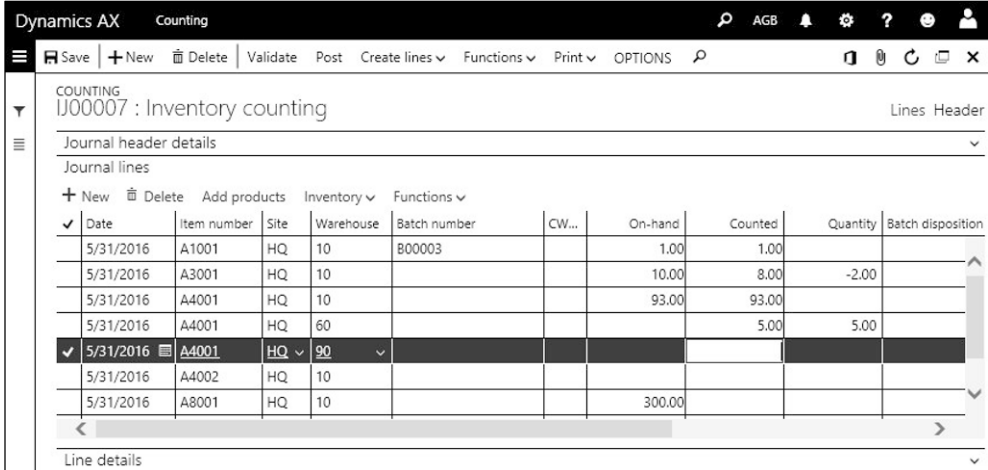 Dynamics AX Counting AGB ?
Save New Delete Validate Post Create lines Functions Print OPTIONS
COUNTING
IJ00007 : Inventory counting Lines Header
Journal header details
Journal lines
New Delete Add products Inventory Functions
Date Item number Site Warehouse Batch number CW... On-hand Counted Quantity Batch disposition
5/31/2016 A1001 HQ 10 B00003 1.00 1.00
5/31/2016 A3001 HQ 10 10.00 8.00 -2.00
5/31/2016 A4001 HQ 10 93.00 93.00
5/31/2016 A4001 HQ 60 5.00 5.00
5/31/2016 A4001 HQ 90
5/31/2016 A4002 HQ 10
5/31/2016 A8001 HQ 10 300.00
Line details